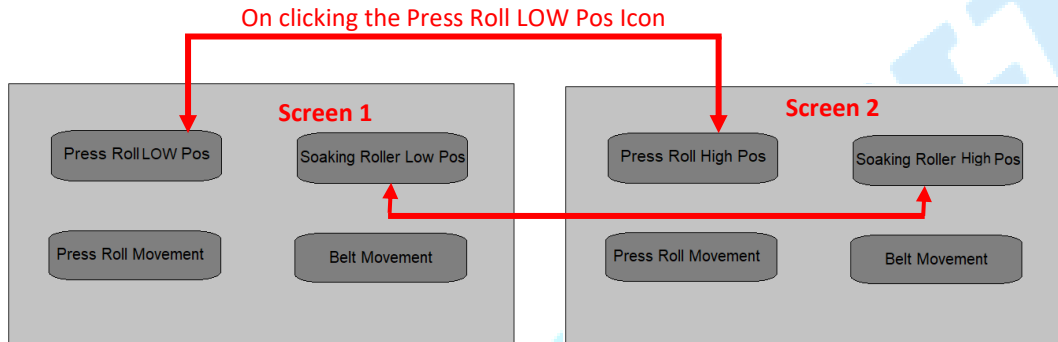 On clicking the Press Roll LOW Pos Icon
Screen 1
Press Roll LOW Pos
Soaking Roller Low Pos
Press Roll Movement
Belt Movement
Screen 2
Press Roll High Pos
Soaking Roller High Pos
Press Roll Movement
Belt Movement